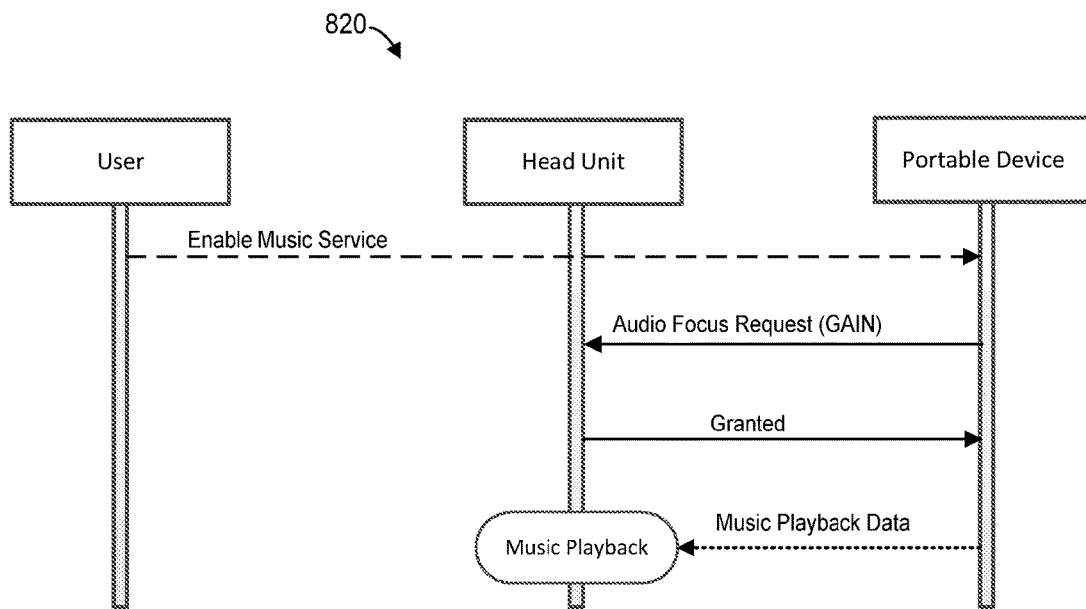 820
User
Head Unit
Portable Device
Enable Music Service
Audio Focus Request (GAIN)
Granted
Music Playback Data
Music Playback